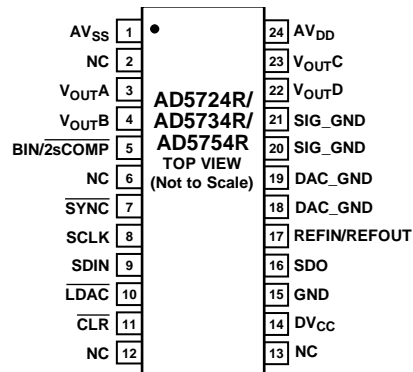 AVSS 1 24 AVDD
NC 2 23 VOUTC
VOUTA 3 22 VOUTD
VOUTB 4 21 SIG_GND
BIN/2sCOMP 5 20 SIG_GND
NC 6 19 DAC_GND
SYNC 7 18 DAC_GND
SCLK 8 17 REFIN/REFOUT
SDIN 9 16 SDO
LDAC 10 15 GND
CLR 11 14 DVCC
NC 12 13 NC
AD5724R/
AD5734R/
AD5754R
TOP VIEW
(Not to Scale)